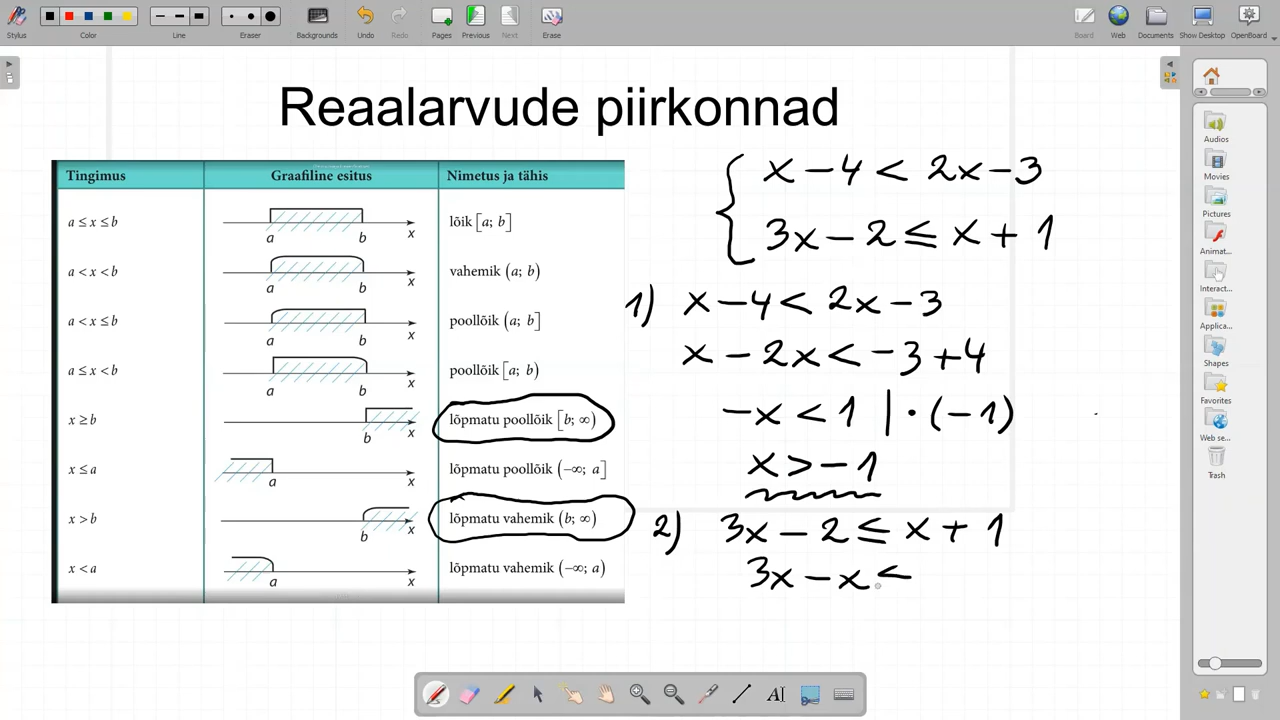 Stylus Color Line Eraser Backgrounds Undo Redo Pages Previous Next Erase Board Web Documents Show Desktop OpenBoard
Reaalarvude piirkonnad
Tingimus Graafiline esitus Nimetus ja tähis
a ≤ x ≤ b a b x lõik [a; b]
a < x < b a b x vahemik (a; b)
a < x ≤ b a b x poollõik (a; b]
a ≤ x < b a b x poollõik [a; b)
x ≥ b b x lõpmatu poollõik [b; ∞)
x ≤ a a x lõpmatu poollõik (−∞; a]
x > b b x lõpmatu vahemik (b; ∞)
x < a a x lõpmatu vahemik (−∞; a)
x − 4 < 2x − 3
3x − 2 ≤ x + 1
1) x − 4 < 2x − 3
x − 2x < −3 + 4
−x < 1 | · (−1)
x > −1
2) 3x − 2 ≤ x + 1
3x − x <
Audios
Movies
Pictures
Animat...
Interact...
Applica...
Shapes
Favorites
Web se...
Trash